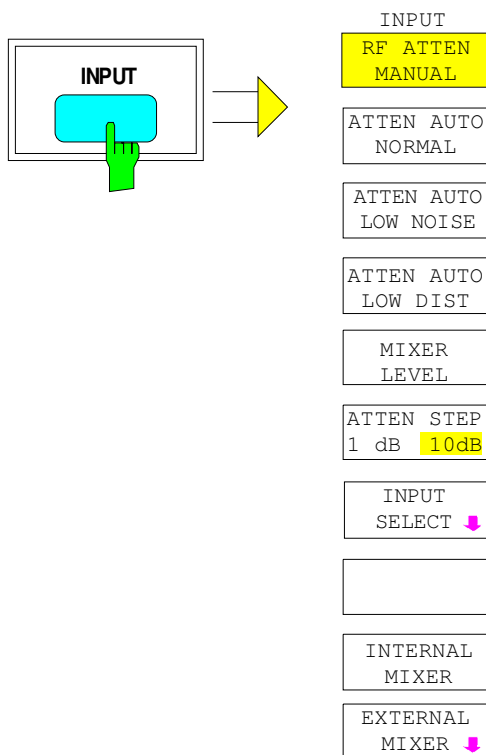 INPUT
INPUT
RF ATTEN
MANUAL
ATTEN AUTO
NORMAL
ATTEN AUTO
LOW NOISE
ATTEN AUTO
LOW DIST
MIXER
LEVEL
ATTEN STEP
1 dB 10dB
INPUT
SELECT
INTERNAL
MIXER
EXTERNAL
MIXER